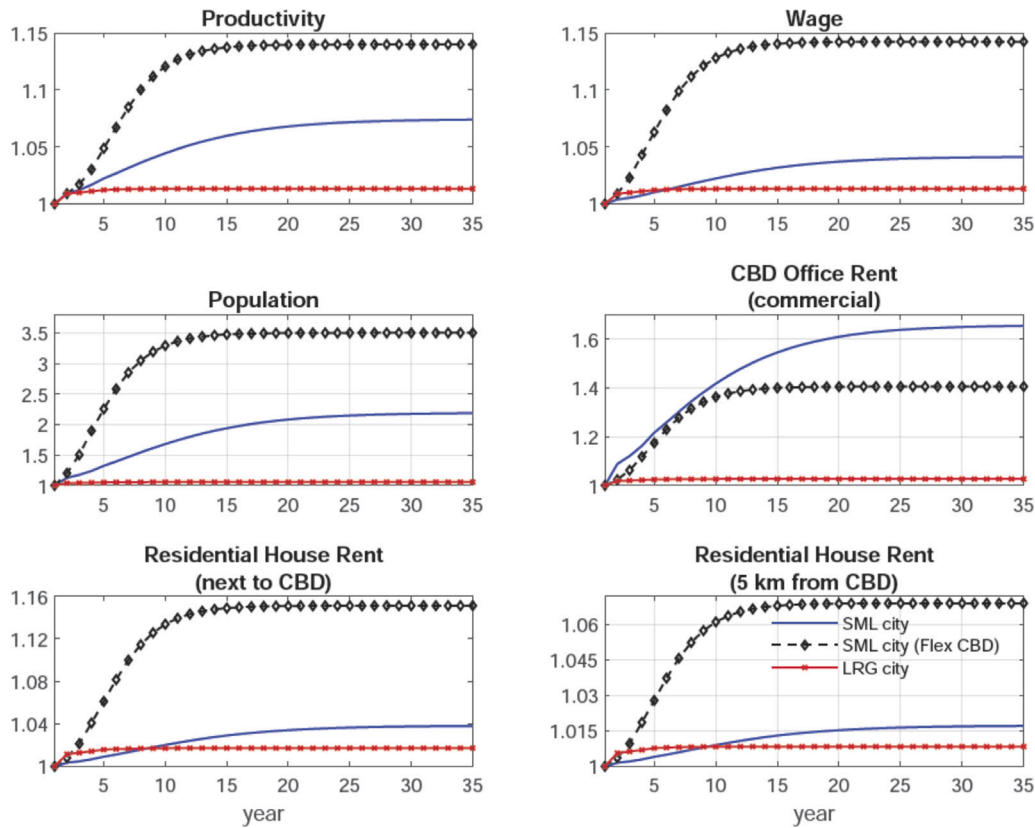 Productivity
1.15
1.1
1.05
1
5 10 15 20 25 30 35
Wage
1.15
1.1
1.05
1
5 10 15 20 25 30 35
Population
3.5
3
2.5
2
1.5
1
5 10 15 20 25 30 35
CBD Office Rent
(commercial)
1.6
1.4
1.2
1
5 10 15 20 25 30 35
Residential House Rent
(next to CBD)
1.16
1.12
1.08
1.04
1
5 10 15 20 25 30 35
year
Residential House Rent
(5 km from CBD)
1.06
1.045
1.03
1.015
1
SML city
SML city (Flex CBD)
LRG city
5 10 15 20 25 30 35
year